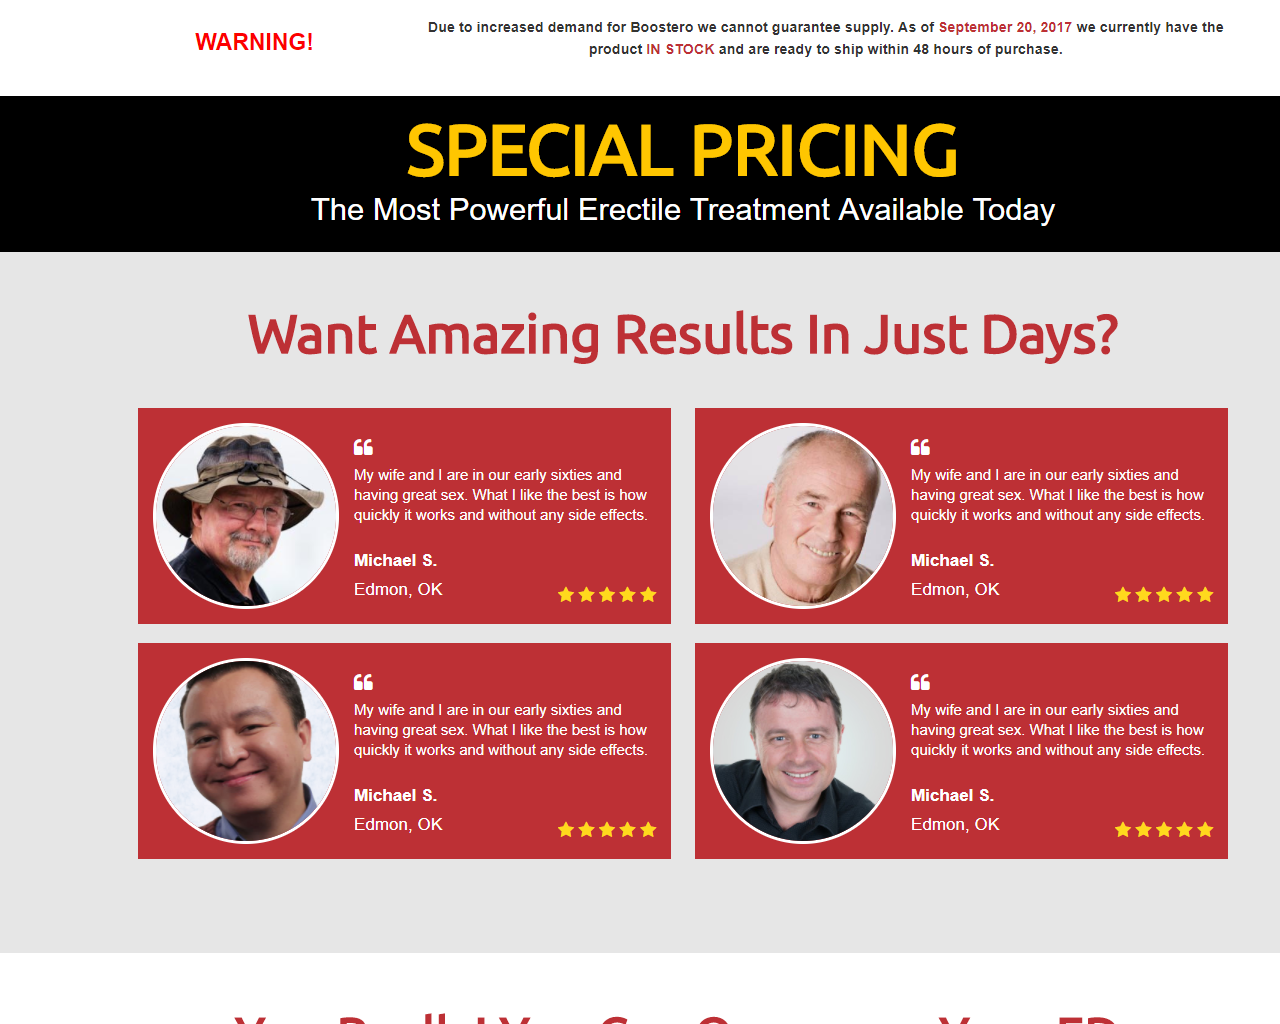 WARNING!
Due to increased demand for Boostero we cannot guarantee supply. As of September 20, 2017 we currently have the
product IN STOCK and are ready to ship within 48 hours of purchase.
SPECIAL PRICING
The Most Powerful Erectile Treatment Available Today
Want Amazing Results In Just Days?
My wife and I are in our early sixties and
having great sex. What I like the best is how
quickly it works and without any side effects.
Michael S.
Edmon, OK
My wife and I are in our early sixties and
having great sex. What I like the best is how
quickly it works and without any side effects.
Michael S.
Edmon, OK
My wife and I are in our early sixties and
having great sex. What I like the best is how
quickly it works and without any side effects.
Michael S.
Edmon, OK
My wife and I are in our early sixties and
having great sex. What I like the best is how
quickly it works and without any side effects.
Michael S.
Edmon, OK